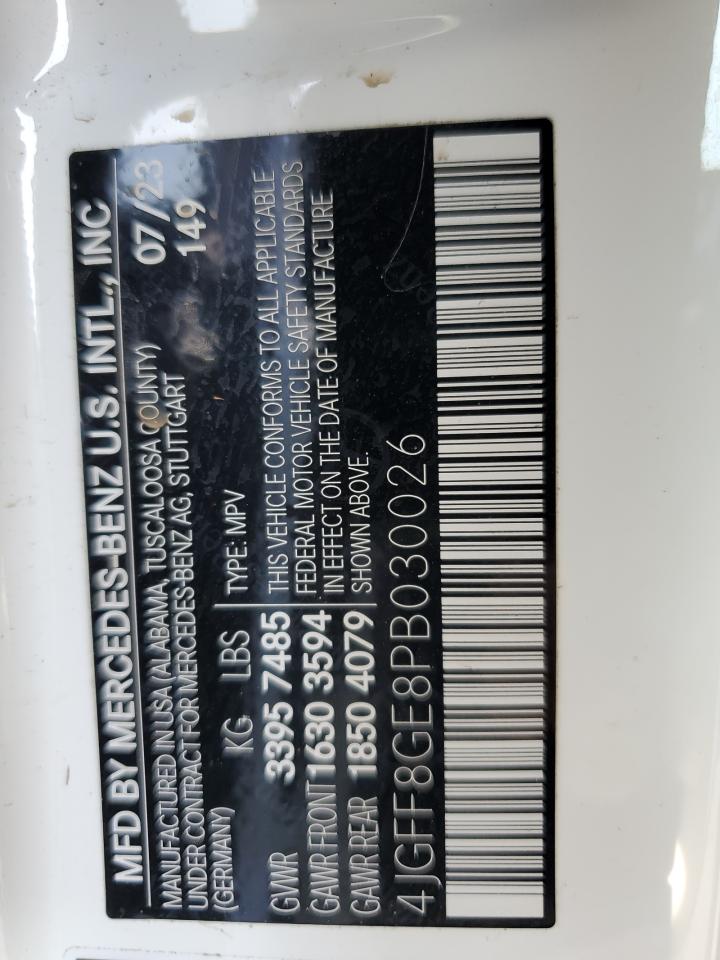 MFD BY MERCEDES-BENZ U.S. INTL., INC
MANUFACTURED IN USA (ALABAMA, TUSCALOOSA COUNTY) 07/23
UNDER CONTRACT FOR MERCEDES-BENZ AG, STUTTGART 149
(GERMANY)
KG LBS TYPE: MPV
GVWR 3395 7485 THIS VEHICLE CONFORMS TO ALL APPLICABLE
FEDERAL MOTOR VEHICLE SAFETY STANDARDS
GAWR FRONT 1630 3594 IN EFFECT ON THE DATE OF MANUFACTURE
GAWR REAR 1850 4079 SHOWN ABOVE.
4JGFF8GE8PB030026